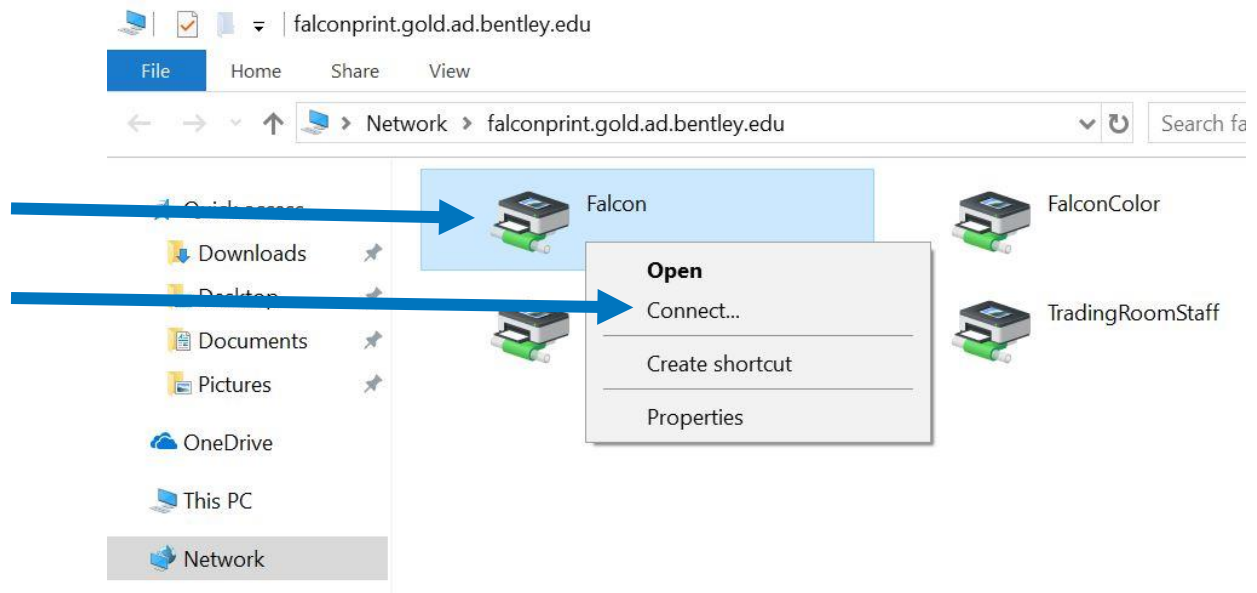 falconprint.gold.ad.bentley.edu
File Home Share View
Network > falconprint.gold.ad.bentley.edu
Search fa
Downloads
Desktop
Documents
Pictures
OneDrive
This PC
Network
Falcon
FalconColor
TradingRoomStaff
Open
Connect...
Create shortcut
Properties